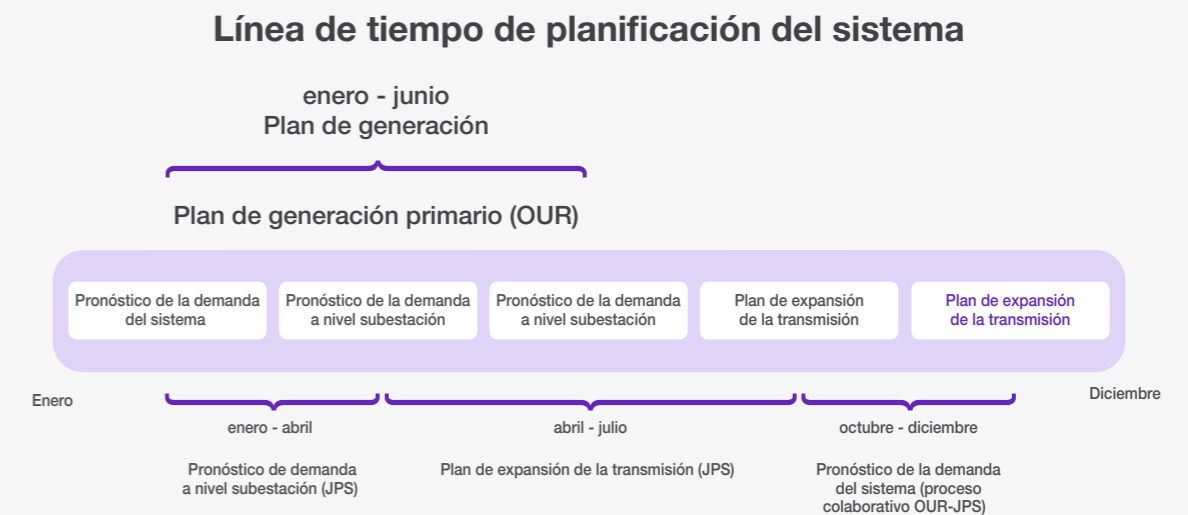 Línea de tiempo de planificación del sistema
enero - junio
Plan de generación
Plan de generación primario (OUR)
Pronóstico de la demanda
del sistema
Pronóstico de la demanda
a nivel subestación
Pronóstico de la demanda
a nivel subestación
Plan de expansión
de la transmisión
Plan de expansión
de la transmisión
Enero
Diciembre
enero - abril
Pronóstico de demanda
a nivel subestación (JPS)
abril - julio
Plan de expansión de la transmisión (JPS)
octubre - diciembre
Pronóstico de la demanda
del sistema (proceso
colaborativo OUR-JPS)